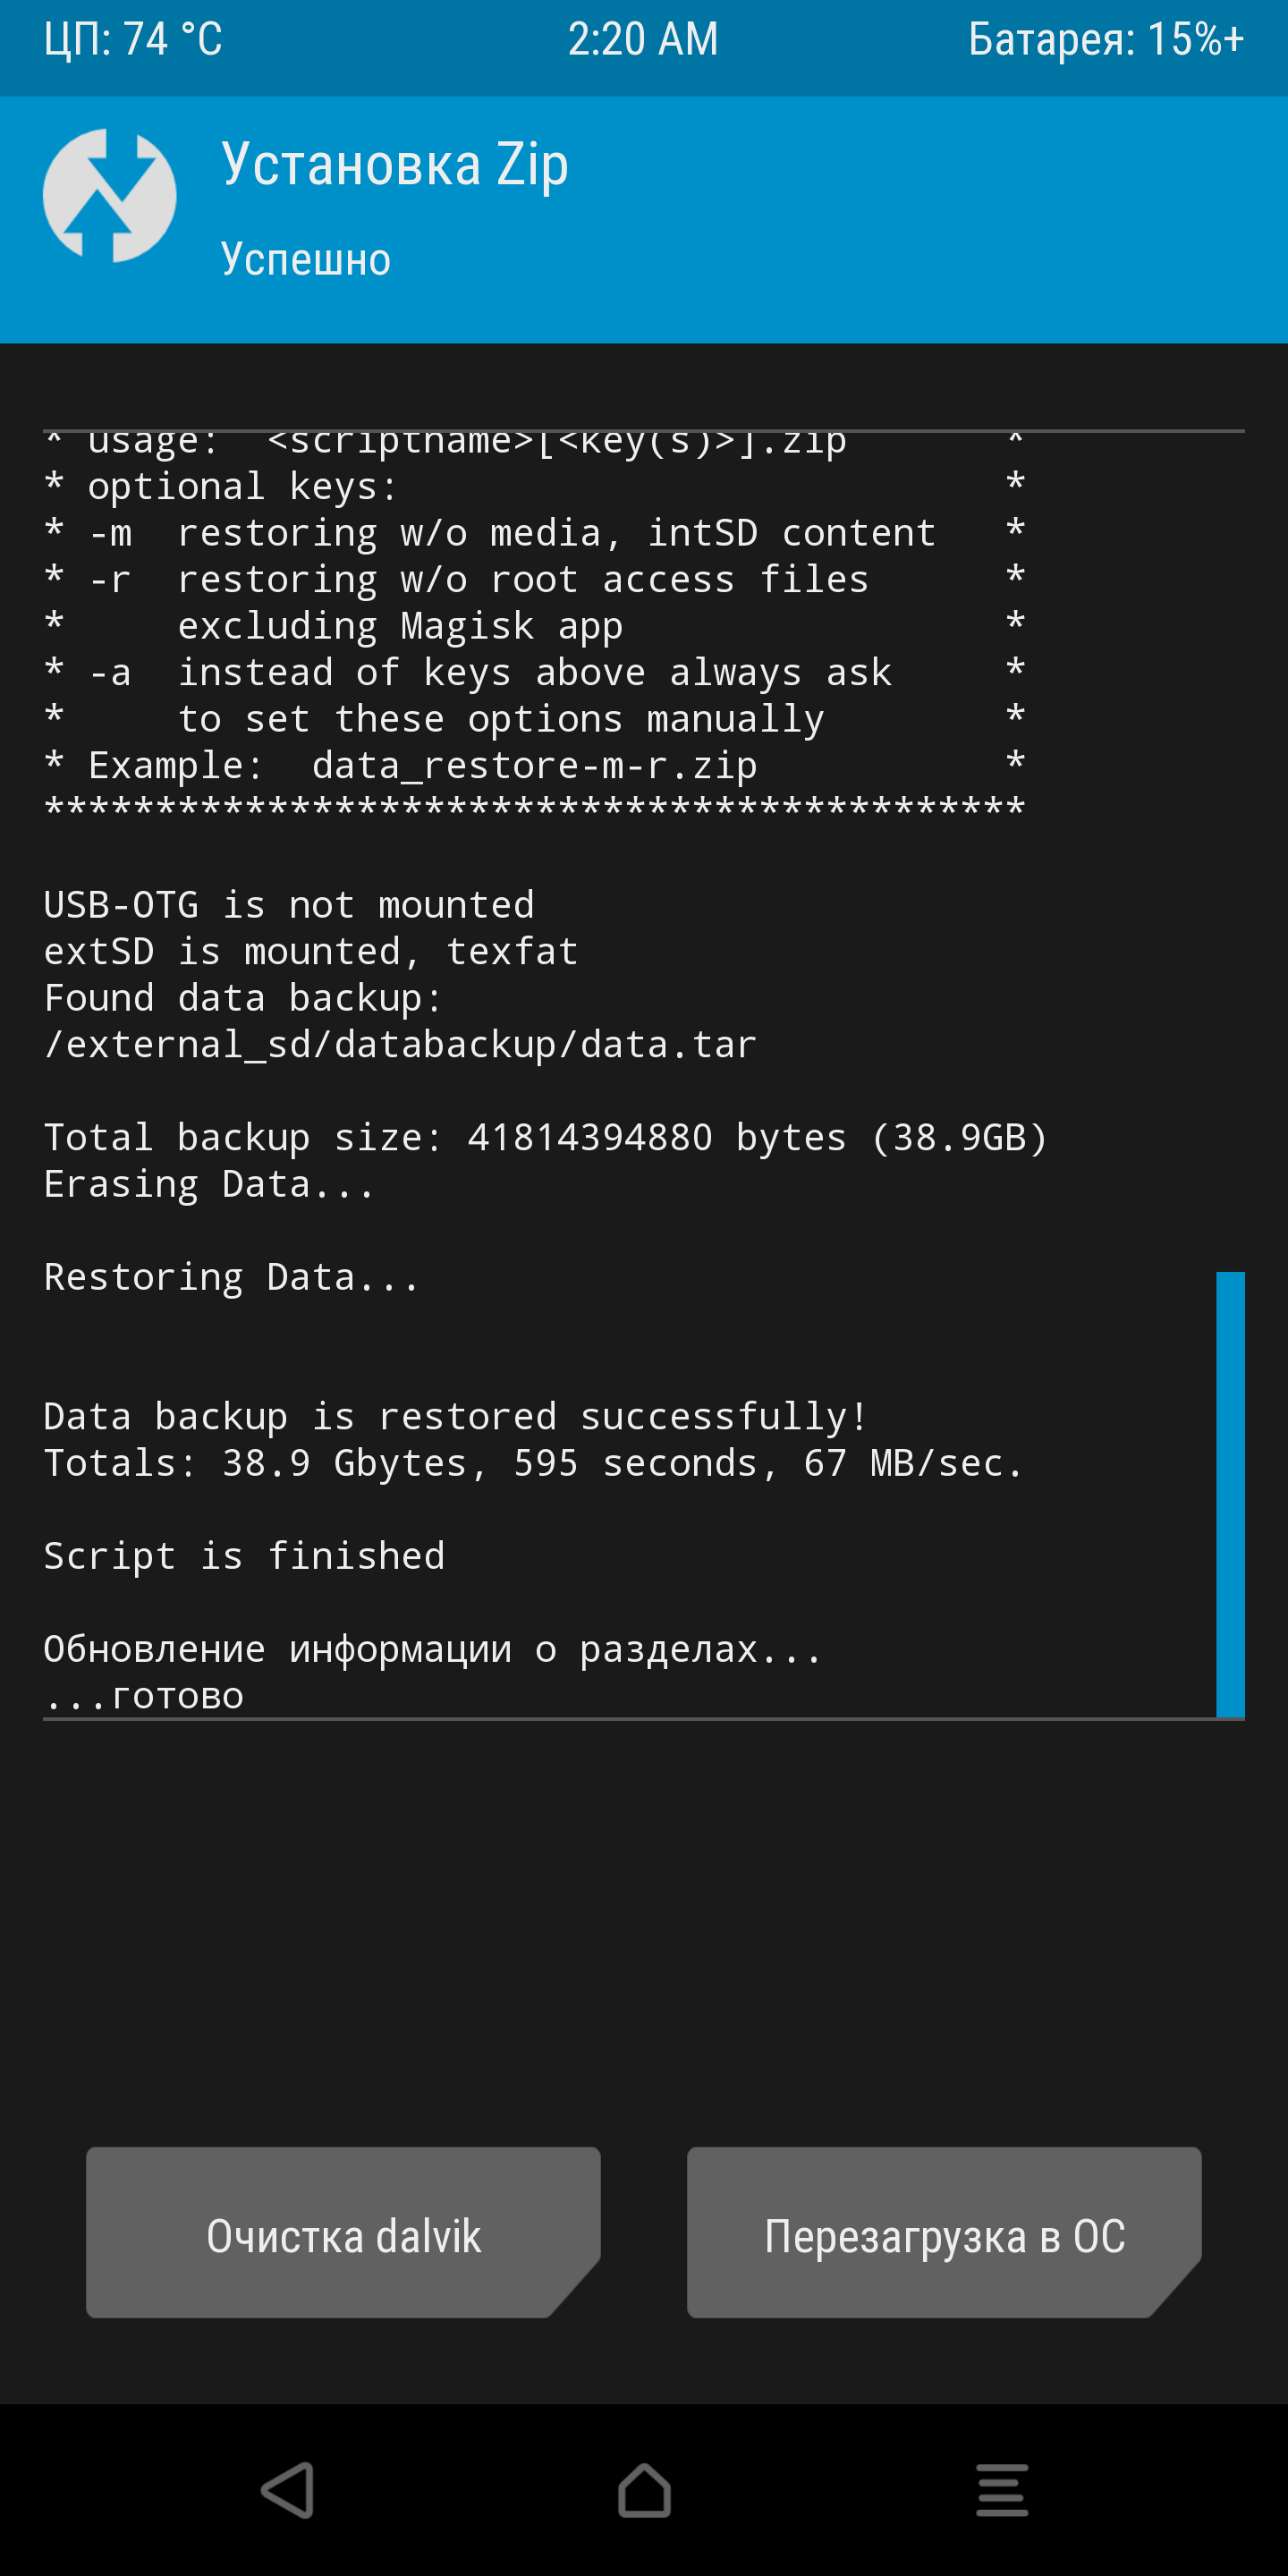 ЦП: 74 °C 2:20 AM Батарея: 15%+
Установка Zip
Успешно
* usage:  <scriptname>[<key(s)>].zip       *
* optional keys:                           *
* -m  restoring w/o media, intSD content   *
* -r  restoring w/o root access files      *
*     excluding Magisk app                 *
* -a  instead of keys above always ask     *
*     to set these options manually        *
* Example:  data_restore-m-r.zip           *
********************************************
USB-OTG is not mounted
extSD is mounted, texfat
Found data backup:
/external_sd/databackup/data.tar
Total backup size: 41814394880 bytes (38.9GB)
Erasing Data...
Restoring Data...
Data backup is restored successfully!
Totals: 38.9 Gbytes, 595 seconds, 67 MB/sec.
Script is finished
Обновление информации о разделах...
...готово
Очистка dalvik
Перезагрузка в ОС